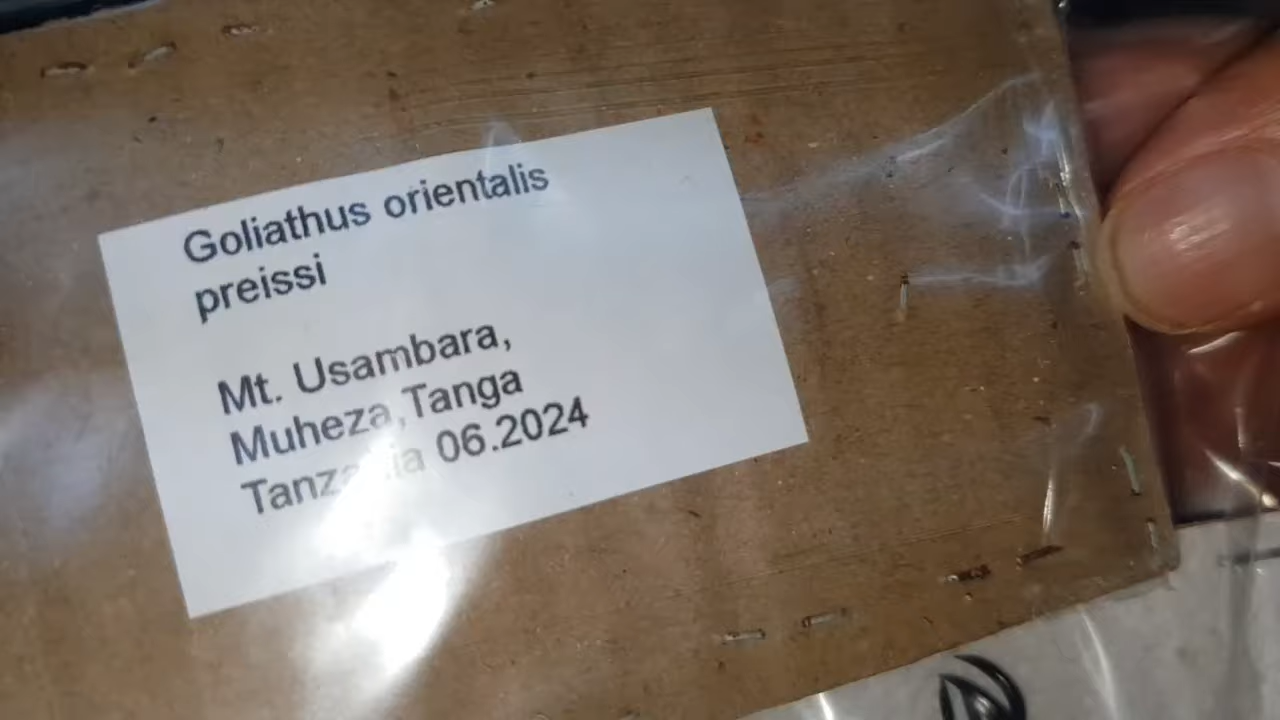 Goliathus orientalis
preissi
Mt. Usambara,
Muheza,Tanga
Tanzania 06.2024